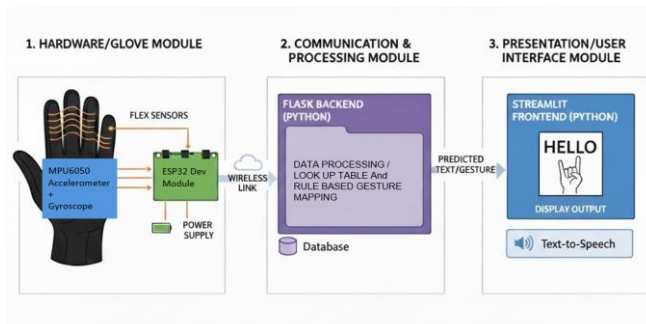 1. HARDWARE/GLOVE MODULE
FLEX SENSORS
MPU6050
Accelerometer
+
Gyroscope
ESP32 Dev
Module
POWER
SUPPLY
WIRELESS
LINK
2. COMMUNICATION &
PROCESSING MODULE
FLASK BACKEND
(PYTHON)
DATA PROCESSING /
LOOK UP TABLE And
RULE BASED GESTURE
MAPPING
Database
PREDICTED
TEXT/GESTURE
3. PRESENTATION/USER
INTERFACE MODULE
STREAMLIT
FRONTEND (PYTHON)
HELLO
DISPLAY OUTPUT
Text-to-Speech